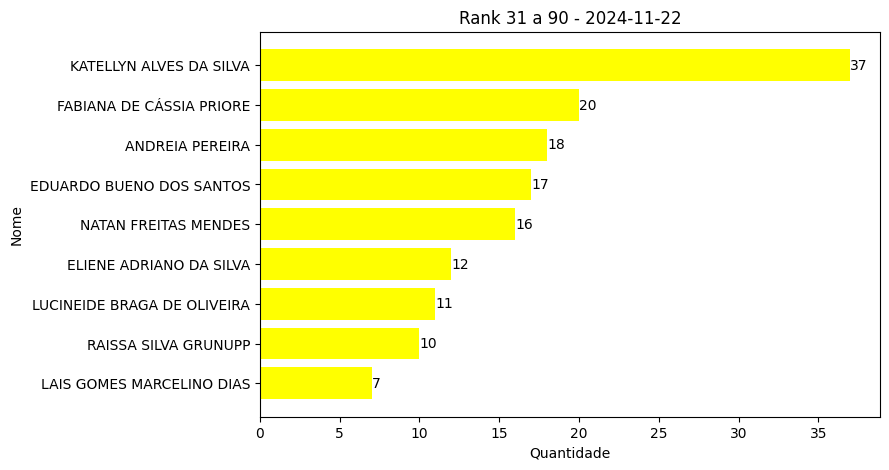 Rank 31 a 90 - 2024-11-22
KATELLYN ALVES DA SILVA 37
FABIANA DE CÁSSIA PRIORE 20
ANDREIA PEREIRA 18
EDUARDO BUENO DOS SANTOS 17
NATAN FREITAS MENDES 16
ELIENE ADRIANO DA SILVA 12
LUCINEIDE BRAGA DE OLIVEIRA 11
RAISSA SILVA GRUNUPP 10
LAIS GOMES MARCELINO DIAS 7
Nome
0 5 10 15 20 25 30 35
Quantidade